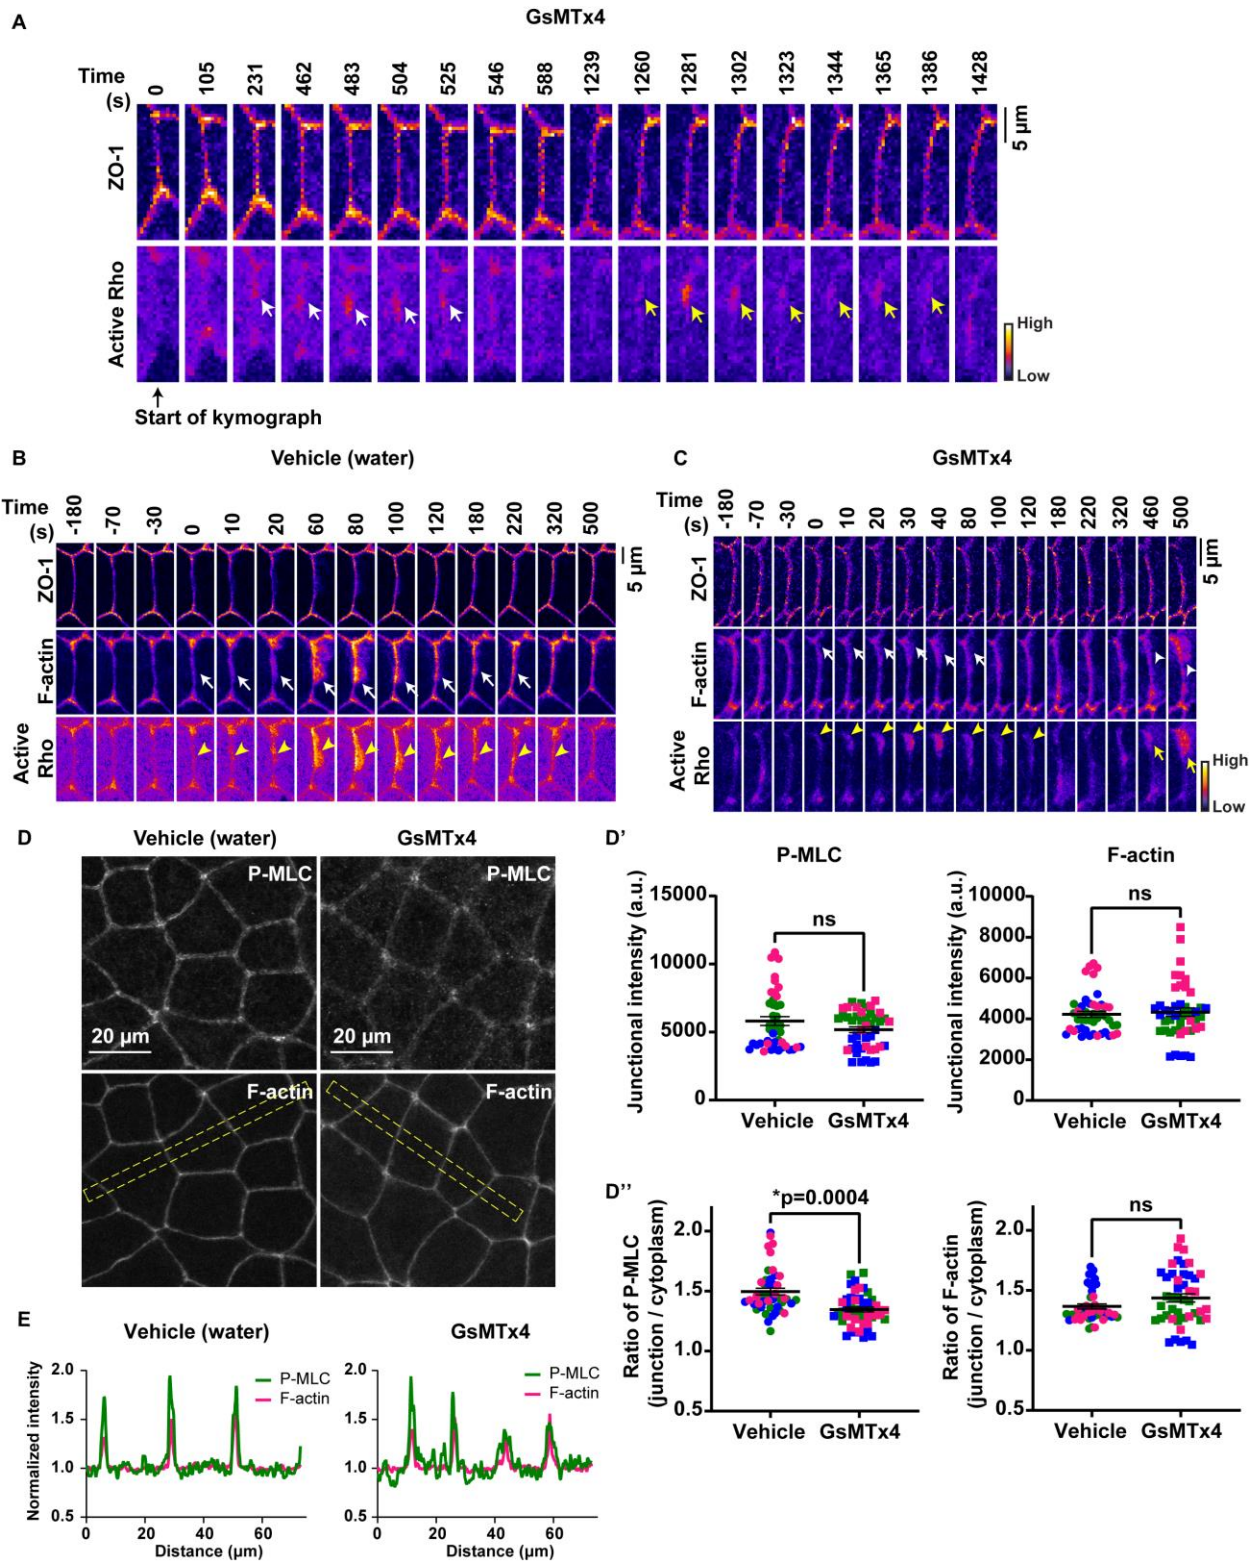 A
GsMTx4
Time (s) 0 105 231 462 483 504 525 546 588 1239 1260 1281 1302 1323 1344 1365 1386 1428
ZO-1
5 µm
Active Rho
High
Low
Start of kymograph
B
Vehicle (water)
Time (s) -180 -70 -30 0 10 20 60 80 100 120 180 220 320 500
ZO-1
5 µm
F-actin
Active Rho
C
GsMTx4
Time (s) -180 -70 -30 0 10 20 30 40 80 100 120 180 220 320 460 500
ZO-1
5 µm
F-actin
Active Rho
High
Low
D
Vehicle (water)
GsMTx4
P-MLC
P-MLC
20 µm
20 µm
F-actin
F-actin
D'
P-MLC
Junctional intensity (a.u.)
15000
10000
5000
0
ns
Vehicle GsMTx4
F-actin
Junctional intensity (a.u.)
10000
8000
6000
4000
2000
0
ns
Vehicle GsMTx4
D''
Ratio of P-MLC
(junction / cytoplasm)
2.0
1.5
1.0
0.5
*p=0.0004
Vehicle GsMTx4
Ratio of F-actin
(junction / cytoplasm)
2.0
1.5
1.0
0.5
ns
Vehicle GsMTx4
E
Vehicle (water)
Normalized intensity
2.0
1.5
1.0
0.5
P-MLC
F-actin
0 20 40 60
Distance (µm)
GsMTx4
2.0
1.5
1.0
0.5
P-MLC
F-actin
0 20 40 60
Distance (µm)